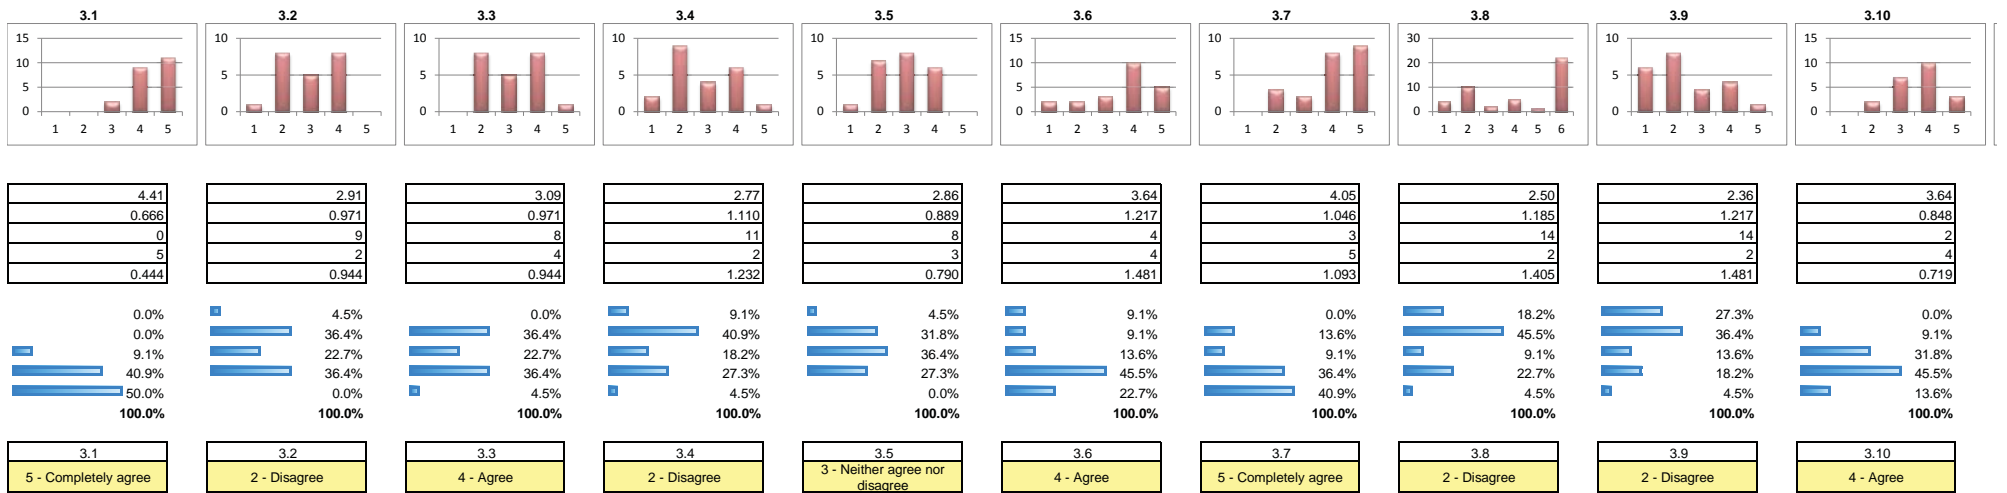 3.1 3.2 3.3 3.4 3.5 3.6 3.7 3.8 3.9 3.10
15 10 10 10 10 15 10 30 10 15
10 5 5 5 5 10 5 20 5 10
5 5 10 5
0 0 0 0 0 0 0 0 0 0
1 2 3 4 5 1 2 3 4 5 1 2 3 4 5 1 2 3 4 5 1 2 3 4 5 1 2 3 4 5 1 2 3 4 5 1 2 3 4 5 6 1 2 3 4 5 1 2 3 4 5
4.41 2.91 3.09 2.77 2.86 3.64 4.05 2.50 2.36 3.64
0.666 0.971 0.971 1.110 0.889 1.217 1.046 1.185 1.217 0.848
0 9 8 11 8 4 3 14 14 2
5 2 4 2 3 4 5 2 2 4
0.444 0.944 0.944 1.232 0.790 1.481 1.093 1.405 1.481 0.719
0.0% 4.5% 0.0% 9.1% 4.5% 9.1% 0.0% 18.2% 27.3% 0.0%
0.0% 36.4% 36.4% 40.9% 31.8% 9.1% 13.6% 45.5% 36.4% 9.1%
9.1% 22.7% 22.7% 18.2% 36.4% 13.6% 9.1% 9.1% 13.6% 31.8%
40.9% 36.4% 36.4% 27.3% 27.3% 45.5% 36.4% 22.7% 18.2% 45.5%
50.0% 0.0% 4.5% 4.5% 0.0% 22.7% 40.9% 4.5% 4.5% 13.6%
100.0% 100.0% 100.0% 100.0% 100.0% 100.0% 100.0% 100.0% 100.0% 100.0%
3.1 3.2 3.3 3.4 3.5 3.6 3.7 3.8 3.9 3.10
5 - Completely agree 2 - Disagree 4 - Agree 2 - Disagree 3 - Neither agree nor disagree 4 - Agree 5 - Completely agree 2 - Disagree 2 - Disagree 4 - Agree